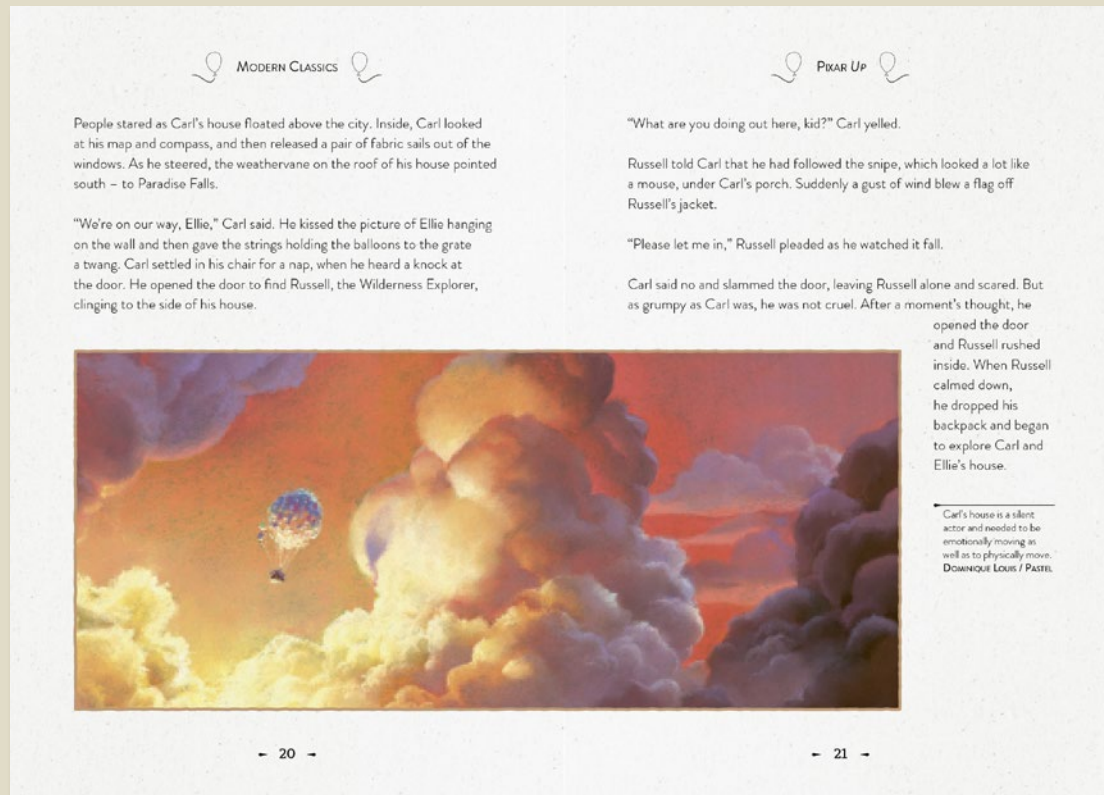 Modern Classics
People stared as Carl's house floated above the city. Inside, Carl looked
at his map and compass, and then released a pair of fabric sails out of the
windows. As he steered, the weathervane on the roof of his house pointed
south – to Paradise Falls.
“We're on our way, Ellie,” Carl said. He kissed the picture of Ellie hanging
on the wall and then gave the strings holding the balloons to the grate
a twang. Carl settled in his chair for a nap, when he heard a knock at
the door. He opened the door to find Russell, the Wilderness Explorer,
clinging to the side of his house.
20
Pixar Up
“What are you doing out here, kid?” Carl yelled.
Russell told Carl that he had followed the snipe, which looked a lot like
a mouse, under Carl's porch. Suddenly a gust of wind blew a flag off
Russell's jacket.
“Please let me in,” Russell pleaded as he watched it fall.
Carl said no and slammed the door, leaving Russell alone and scared. But
as grumpy as Carl was, he was not cruel. After a moment's thought, he
opened the door
and Russell rushed
inside. When Russell
calmed down,
he dropped his
backpack and began
to explore Carl and
Ellie's house.
Carl's house is a silent
actor and needed to be
emotionally moving as
well as to physically move.
Dominique Louis / Pastel
21